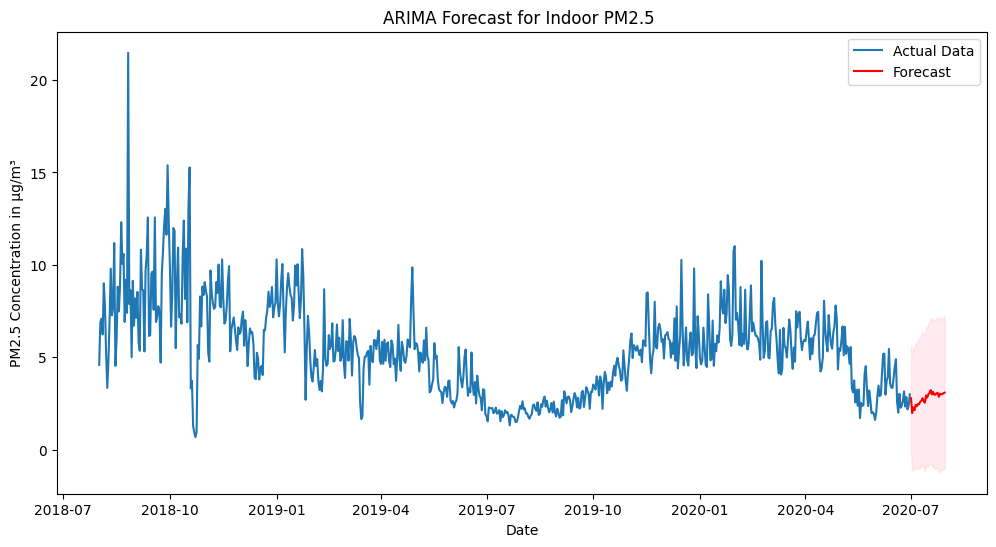 ARIMA Forecast for Indoor PM2.5
Actual Data
Forecast
PM2.5 Concentration in μg/m³
20
15
10
5
0
2018-07
2018-10
2019-01
2019-04
2019-07
2019-10
2020-01
2020-04
2020-07
Date